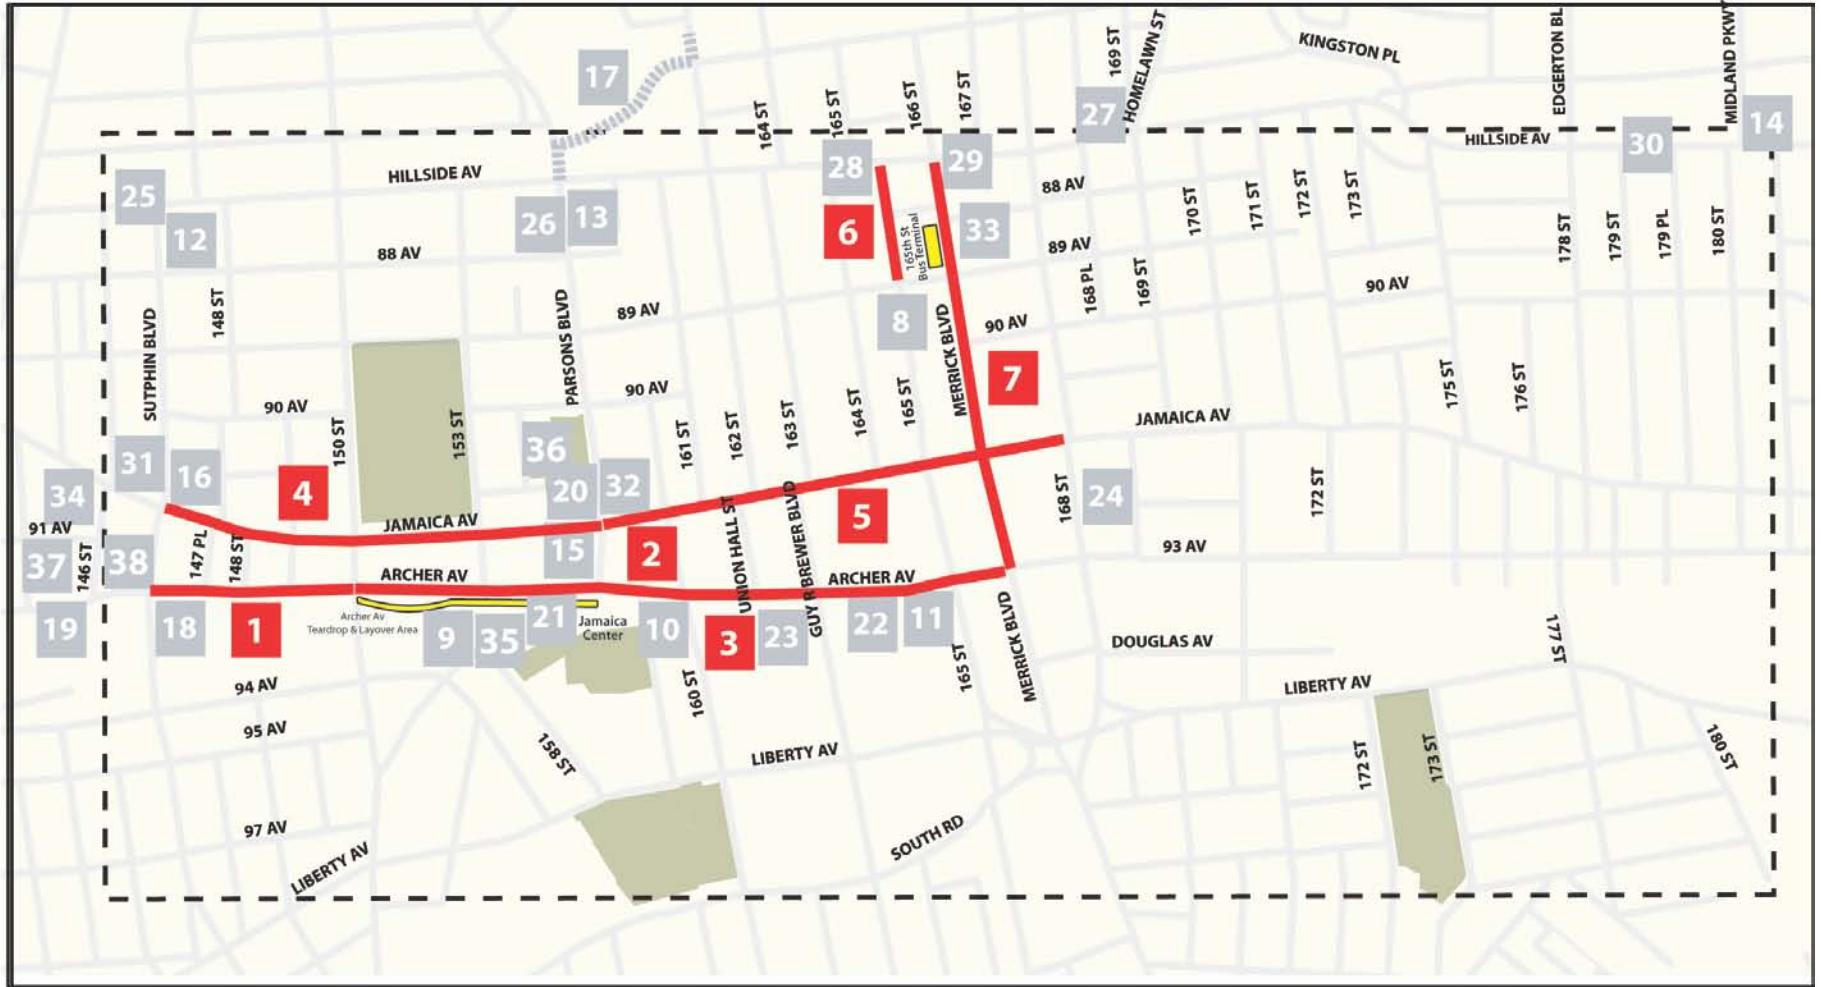 KINGSTON PL
169 ST
HOMELAWN ST
EDGERTON BL
MIDLAND PKWY
17
164 ST
165 ST
166 ST
167 ST
27
14
HILLSIDE AV
30
HILLSIDE AV
28
29
25
12
26
13
6
165th St
Bus Terminal
33
88 AV
170 ST
171 ST
172 ST
173 ST
178 ST
179 ST
179 PL
180 ST
88 AV
89 AV
168 PL
169 ST
90 AV
148 ST
SUTPHIN BLVD
PARSONS BLVD
89 AV
8
MERRICK BLVD
90 AV
7
90 AV
150 ST
153 ST
90 AV
161 ST
162 ST
163 ST
164 ST
165 ST
JAMAICA AV
175 ST
176 ST
31
16
34
4
36
20
32
5
168 ST
24
172 ST
91 AV
JAMAICA AV
37
146 ST
38
147 PL
148 ST
15
2
UNION HALL ST
GUY R BREWER BLVD
93 AV
ARCHER AV
ARCHER AV
19
18
1
Archer Av
Teardrop & Layover Area
9
35
21
Jamaica
Center
10
3
23
22
11
165 ST
MERRICK BLVD
DOUGLAS AV
177 ST
94 AV
160 ST
LIBERTY AV
95 AV
158 ST
LIBERTY AV
172 ST
173 ST
180 ST
97 AV
LIBERTY AV
SOUTH RD